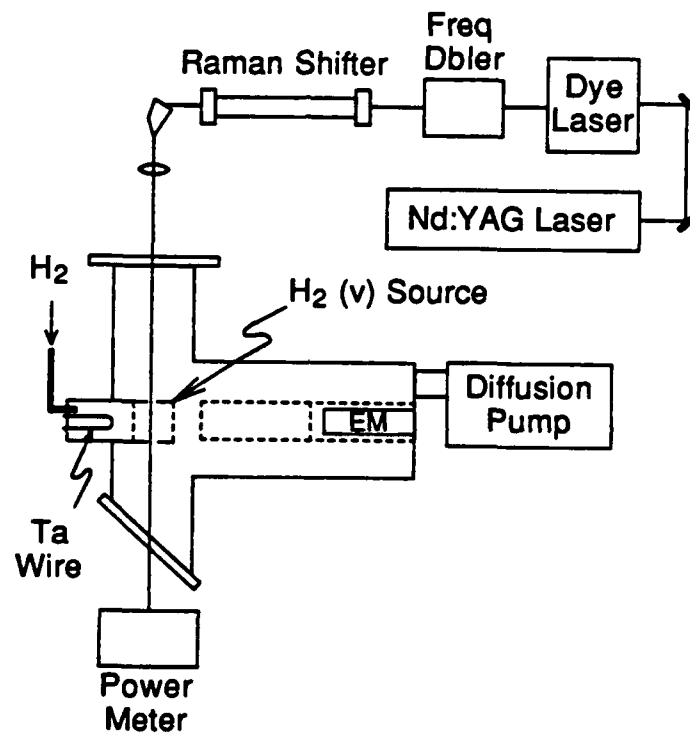 Freq
Dbler
Raman Shifter
Dye
Laser
Nd:YAG Laser
H2
H2 (v) Source
Diffusion
Pump
EM
Ta
Wire
Power
Meter